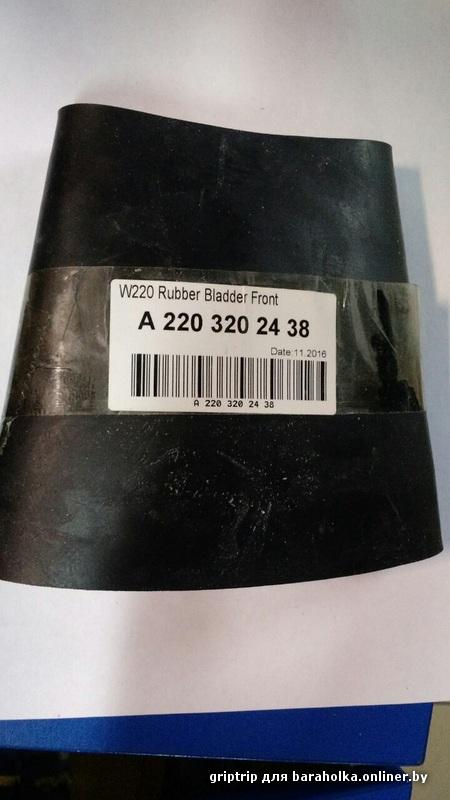 W220 Rubber Bladder Front
A 220 320 24 38
Date:11.2016
A 220 320 24 38
griptrip для baraholka.onliner.by